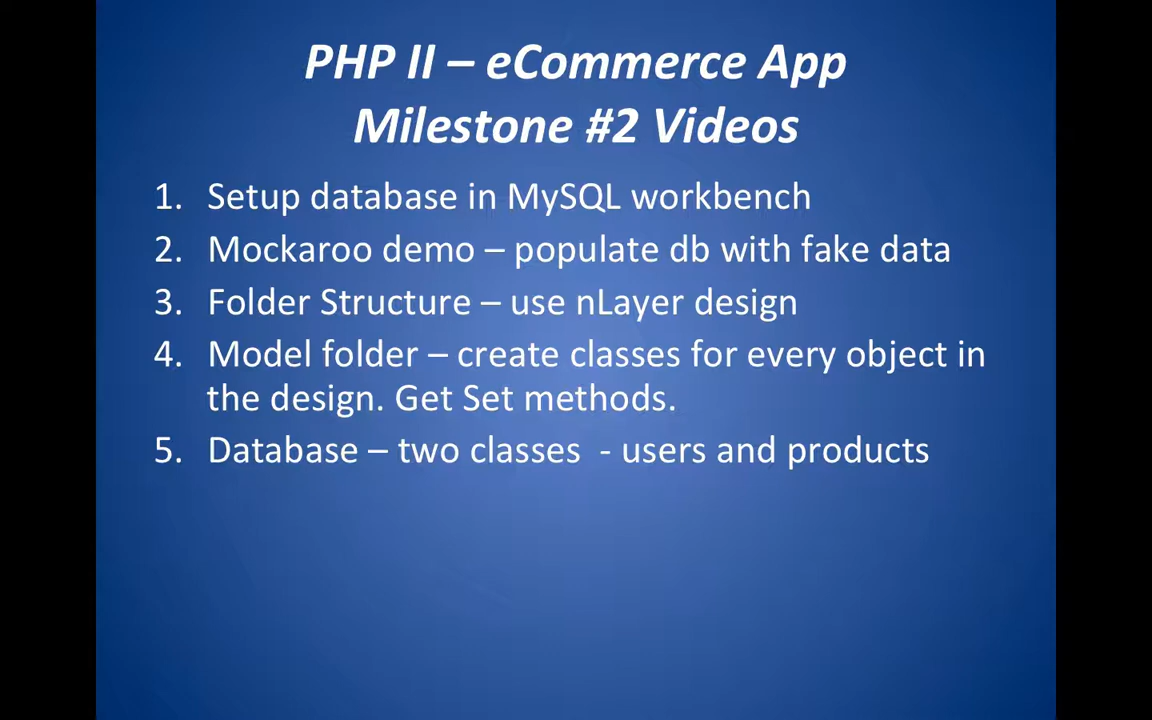 PHP II – eCommerce App
Milestone #2 Videos
1. Setup database in MySQL workbench
2. Mockaroo demo – populate db with fake data
3. Folder Structure – use nLayer design
4. Model folder – create classes for every object in
the design. Get Set methods.
5. Database – two classes  - users and products